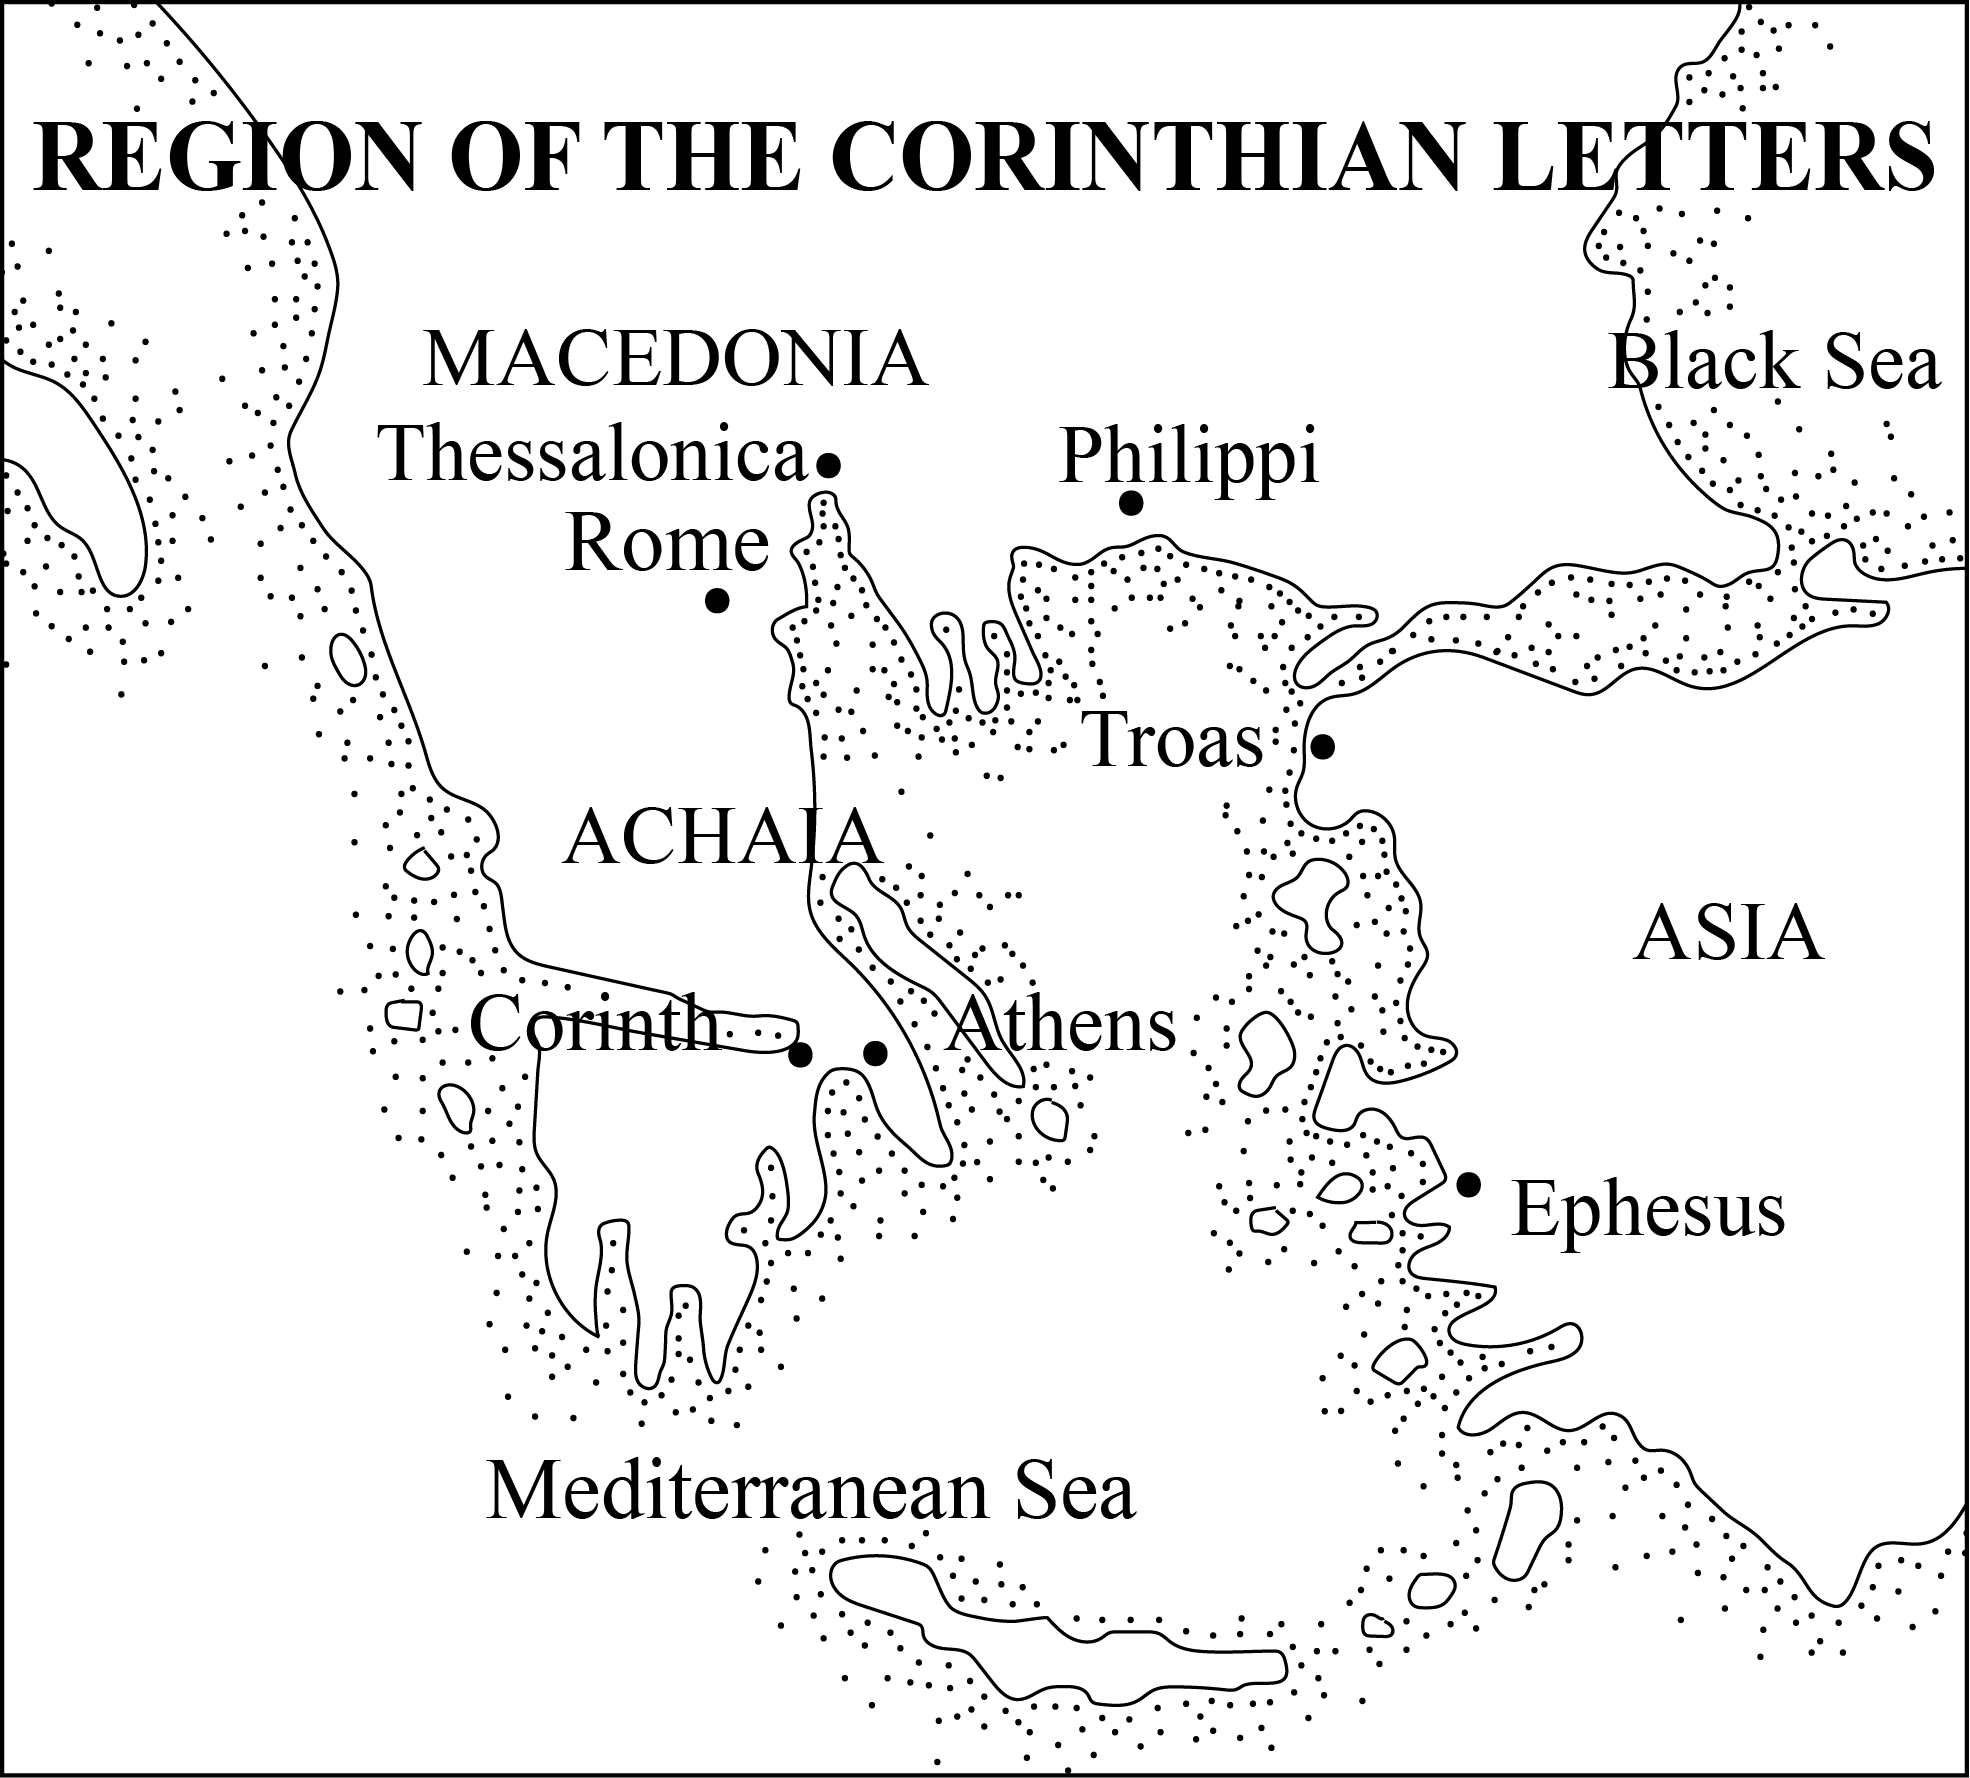 REGION OF THE CORINTHIAN LETTERS
MACEDONIA
Black Sea
Thessalonica
Philippi
Rome
Troas
ACHAIA
ASIA
Corinth
Athens
Ephesus
Mediterranean Sea